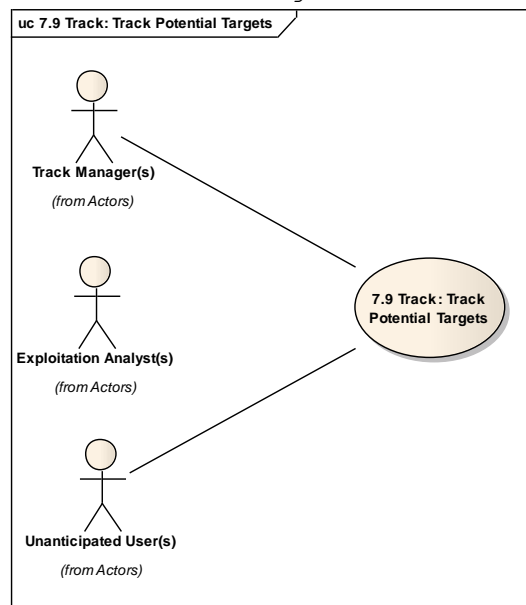 uc 7.9 Track: Track Potential Targets
Track Manager(s)
(from Actors)
Exploitation Analyst(s)
(from Actors)
7.9 Track: Track
Potential Targets
Unanticipated User(s)
(from Actors)